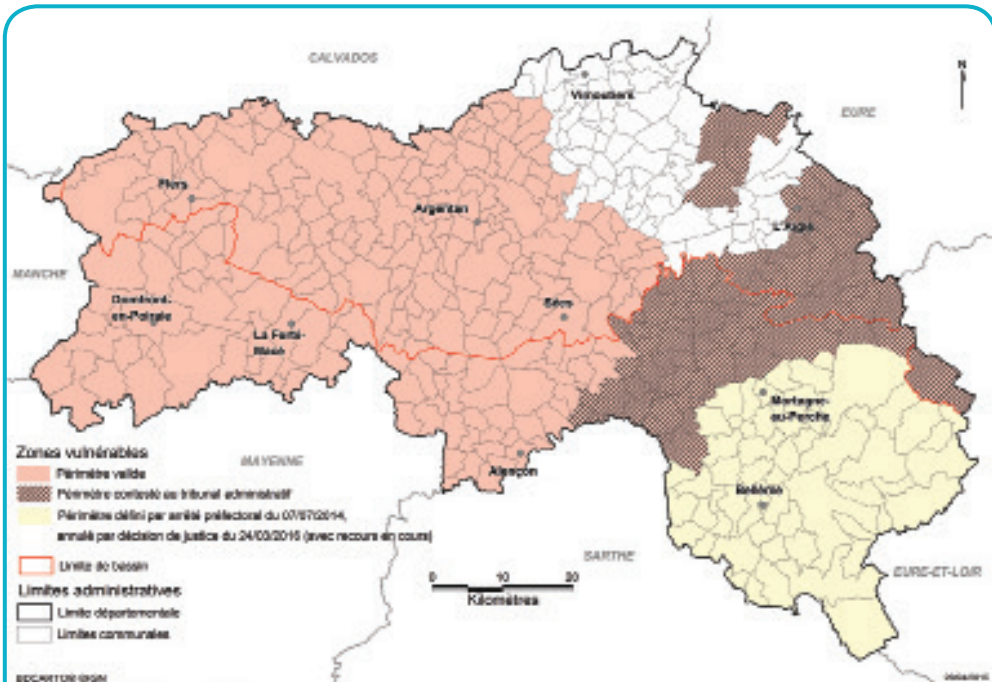 CALVADOS
N
Vimoutiers
EURE
Flers
Argentan
L'Aigle
MANCHE
Domfront-
en-Poiraie
Sées
La Ferté-
Macé
Mortagne-
au-Perche
Zones vulnérables
MAYENNE
Périmètre valide
Alençon
Périmètre contesté au tribunal administratif
Bellême
Périmètre défini par arrêté préfectoral du 07/07/2014,
annulé par décision de justice du 24/03/2016 (avec recours en cours)
SARTHE
Limite de bassin
EURE-ET-LOIR
0 10 20
Kilomètres
Limites administratives
Limite départementale
Limites communales